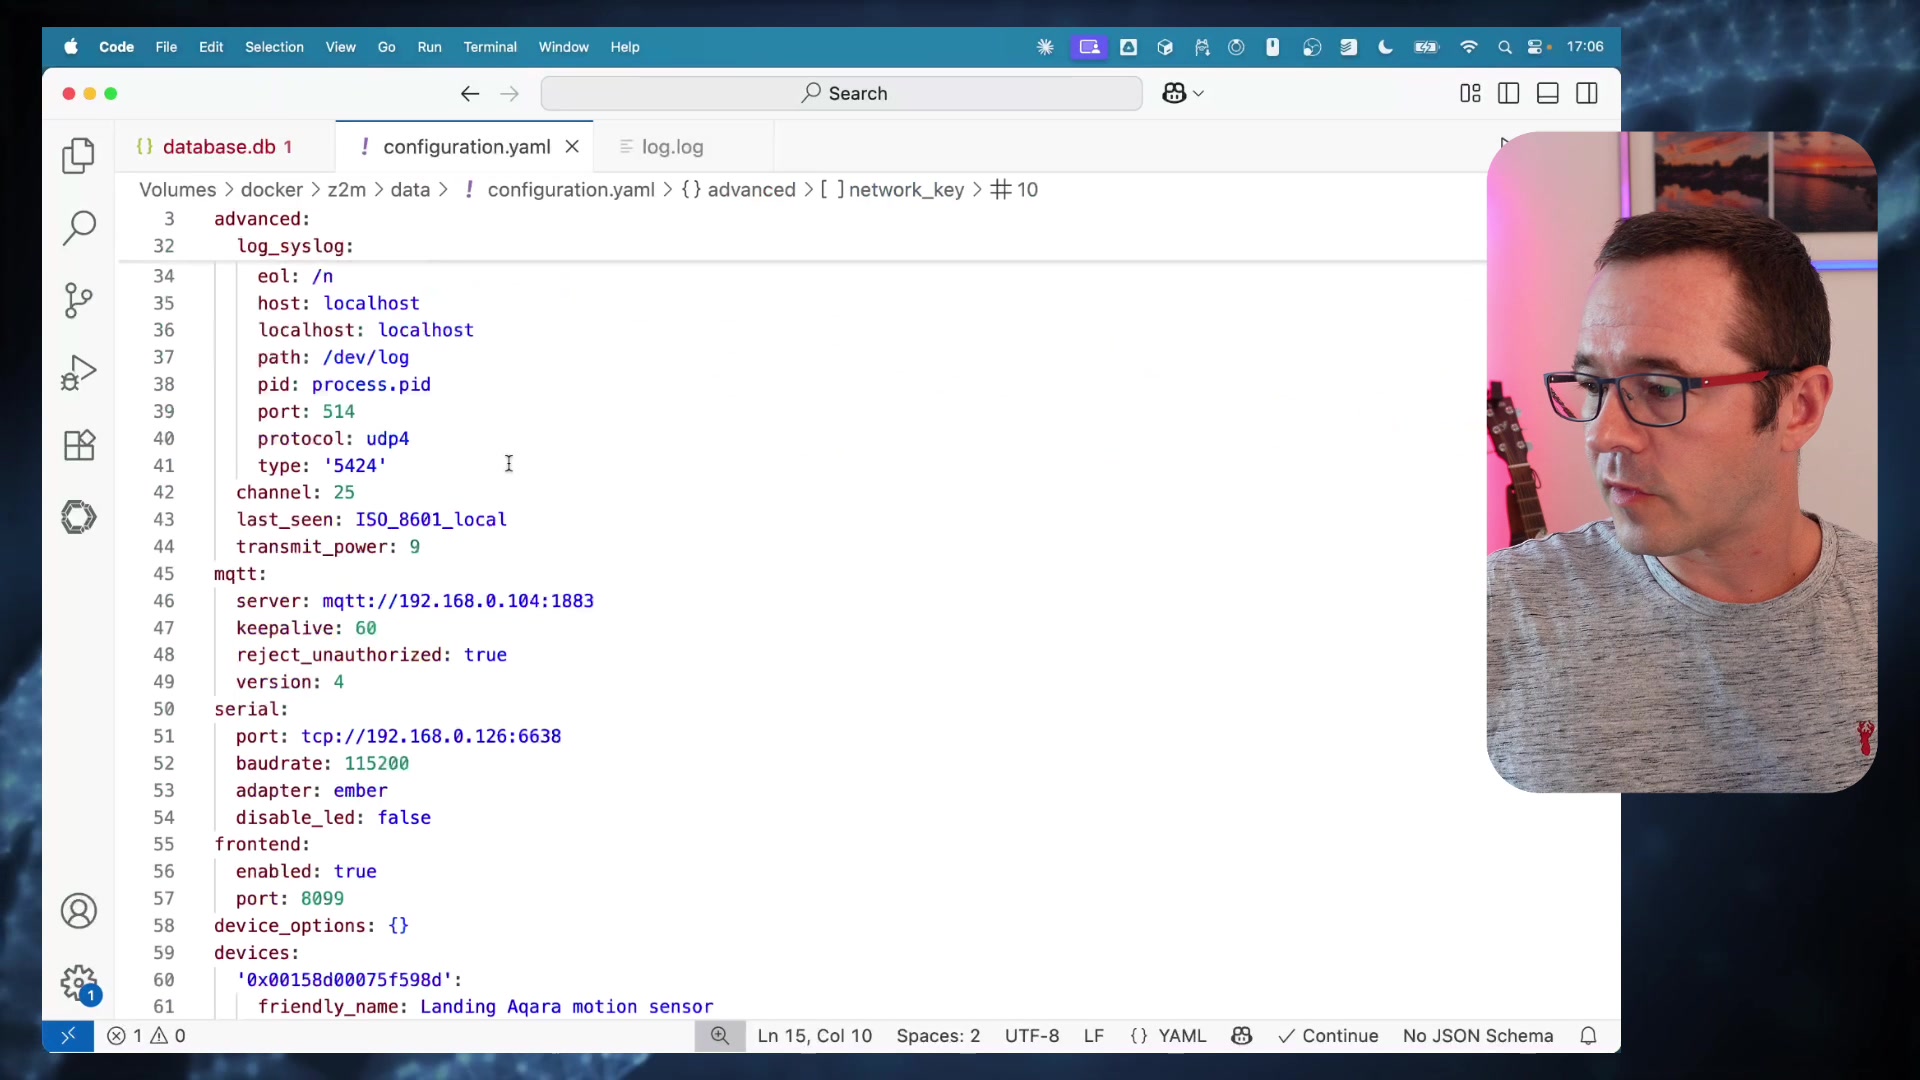 Code File Edit Selection View Go Run Terminal Window Help 17:06
Search
database.db 1 configuration.yaml log.log
Volumes > docker > z2m > data > ! configuration.yaml > {} advanced > [ ] network_key > # 10
3 advanced:
32 log_syslog:
34 eol: /n
35 host: localhost
36 localhost: localhost
37 path: /dev/log
38 pid: process.pid
39 port: 514
40 protocol: udp4
41 type: '5424'
42 channel: 25
43 last_seen: ISO_8601_local
44 transmit_power: 9
45 mqtt:
46 server: mqtt://192.168.0.104:1883
47 keepalive: 60
48 reject_unauthorized: true
49 version: 4
50 serial:
51 port: tcp://192.168.0.126:6638
52 baudrate: 115200
53 adapter: ember
54 disable_led: false
55 frontend:
56 enabled: true
57 port: 8099
58 device_options: {}
59 devices:
60 '0x00158d00075f598d':
61 friendly_name: Landing Aqara motion sensor
1
1 0 Ln 15, Col 10 Spaces: 2 UTF-8 LF {} YAML Continue No JSON Schema